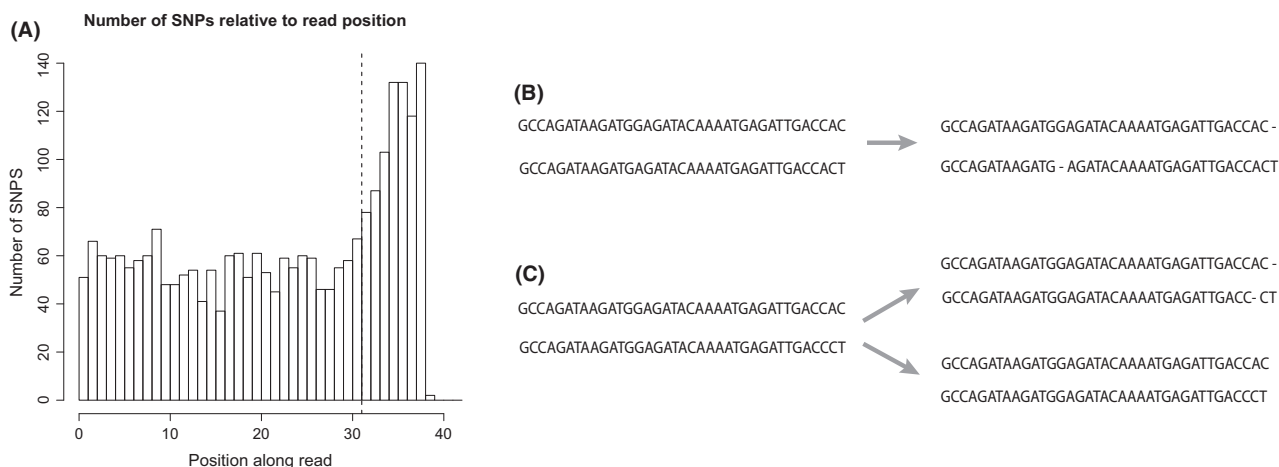 Number of SNPs relative to read position
(A)
Number of SNPS
0
20
40
60
80
100
120
140
0
10
20
30
40
Position along read
(B)
GCCAGATAAGATGGAGATACAAAATGAGATTGACCAC
GCCAGATAAGATGAGATACAAAATGAGATTGACCACT
GCCAGATAAGATGGAGATACAAAATGAGATTGACCAC -
GCCAGATAAGATG - AGATACAAAATGAGATTGACCACT
(C)
GCCAGATAAGATGGAGATACAAAATGAGATTGACCAC
GCCAGATAAGATGGAGATACAAAATGAGATTGACCCT
GCCAGATAAGATGGAGATACAAAATGAGATTGACCAC -
GCCAGATAAGATGGAGATACAAAATGAGATTGACC- CT
GCCAGATAAGATGGAGATACAAAATGAGATTGACCAC
GCCAGATAAGATGGAGATACAAAATGAGATTGACCCT